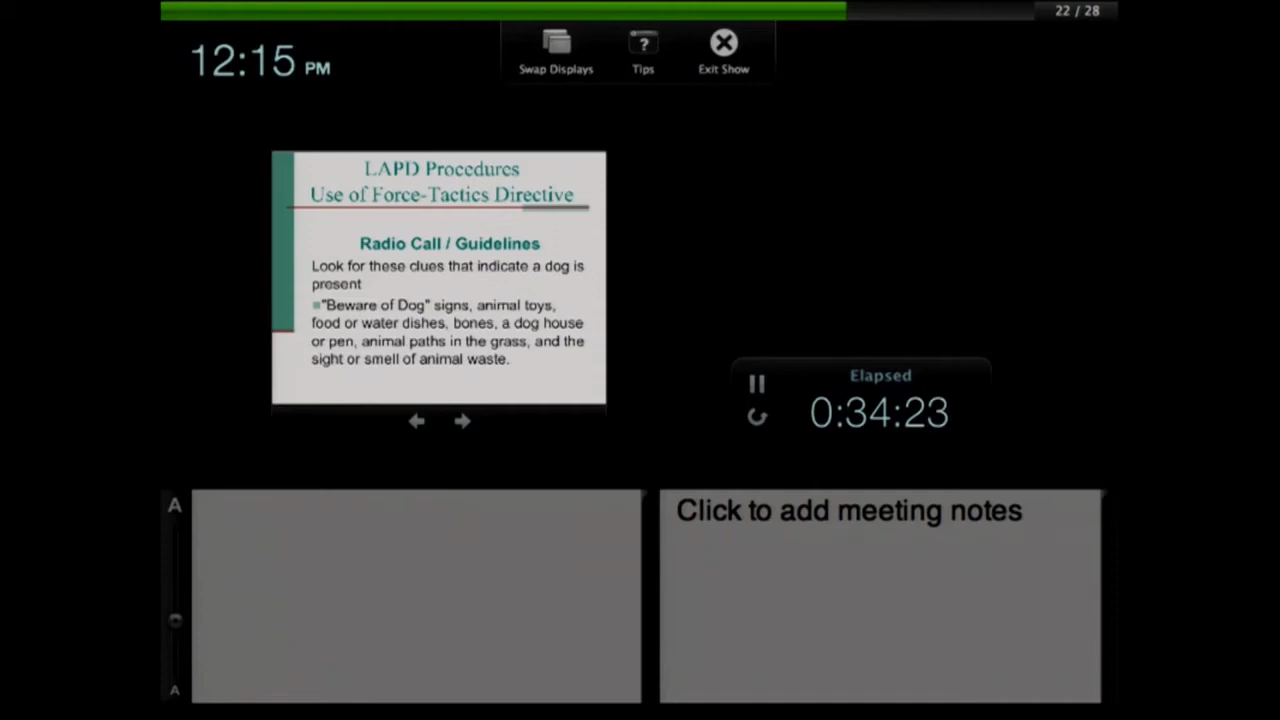 22 / 28
12:15 PM
Swap Displays
Tips
Exit Show
LAPD Procedures
Use of Force-Tactics Directive
Radio Call / Guidelines
Look for these clues that indicate a dog is
present
"Beware of Dog" signs, animal toys,
food or water dishes, bones, a dog house
or pen, animal paths in the grass, and the
sight or smell of animal waste.
Elapsed
0:34:23
A
A
Click to add meeting notes